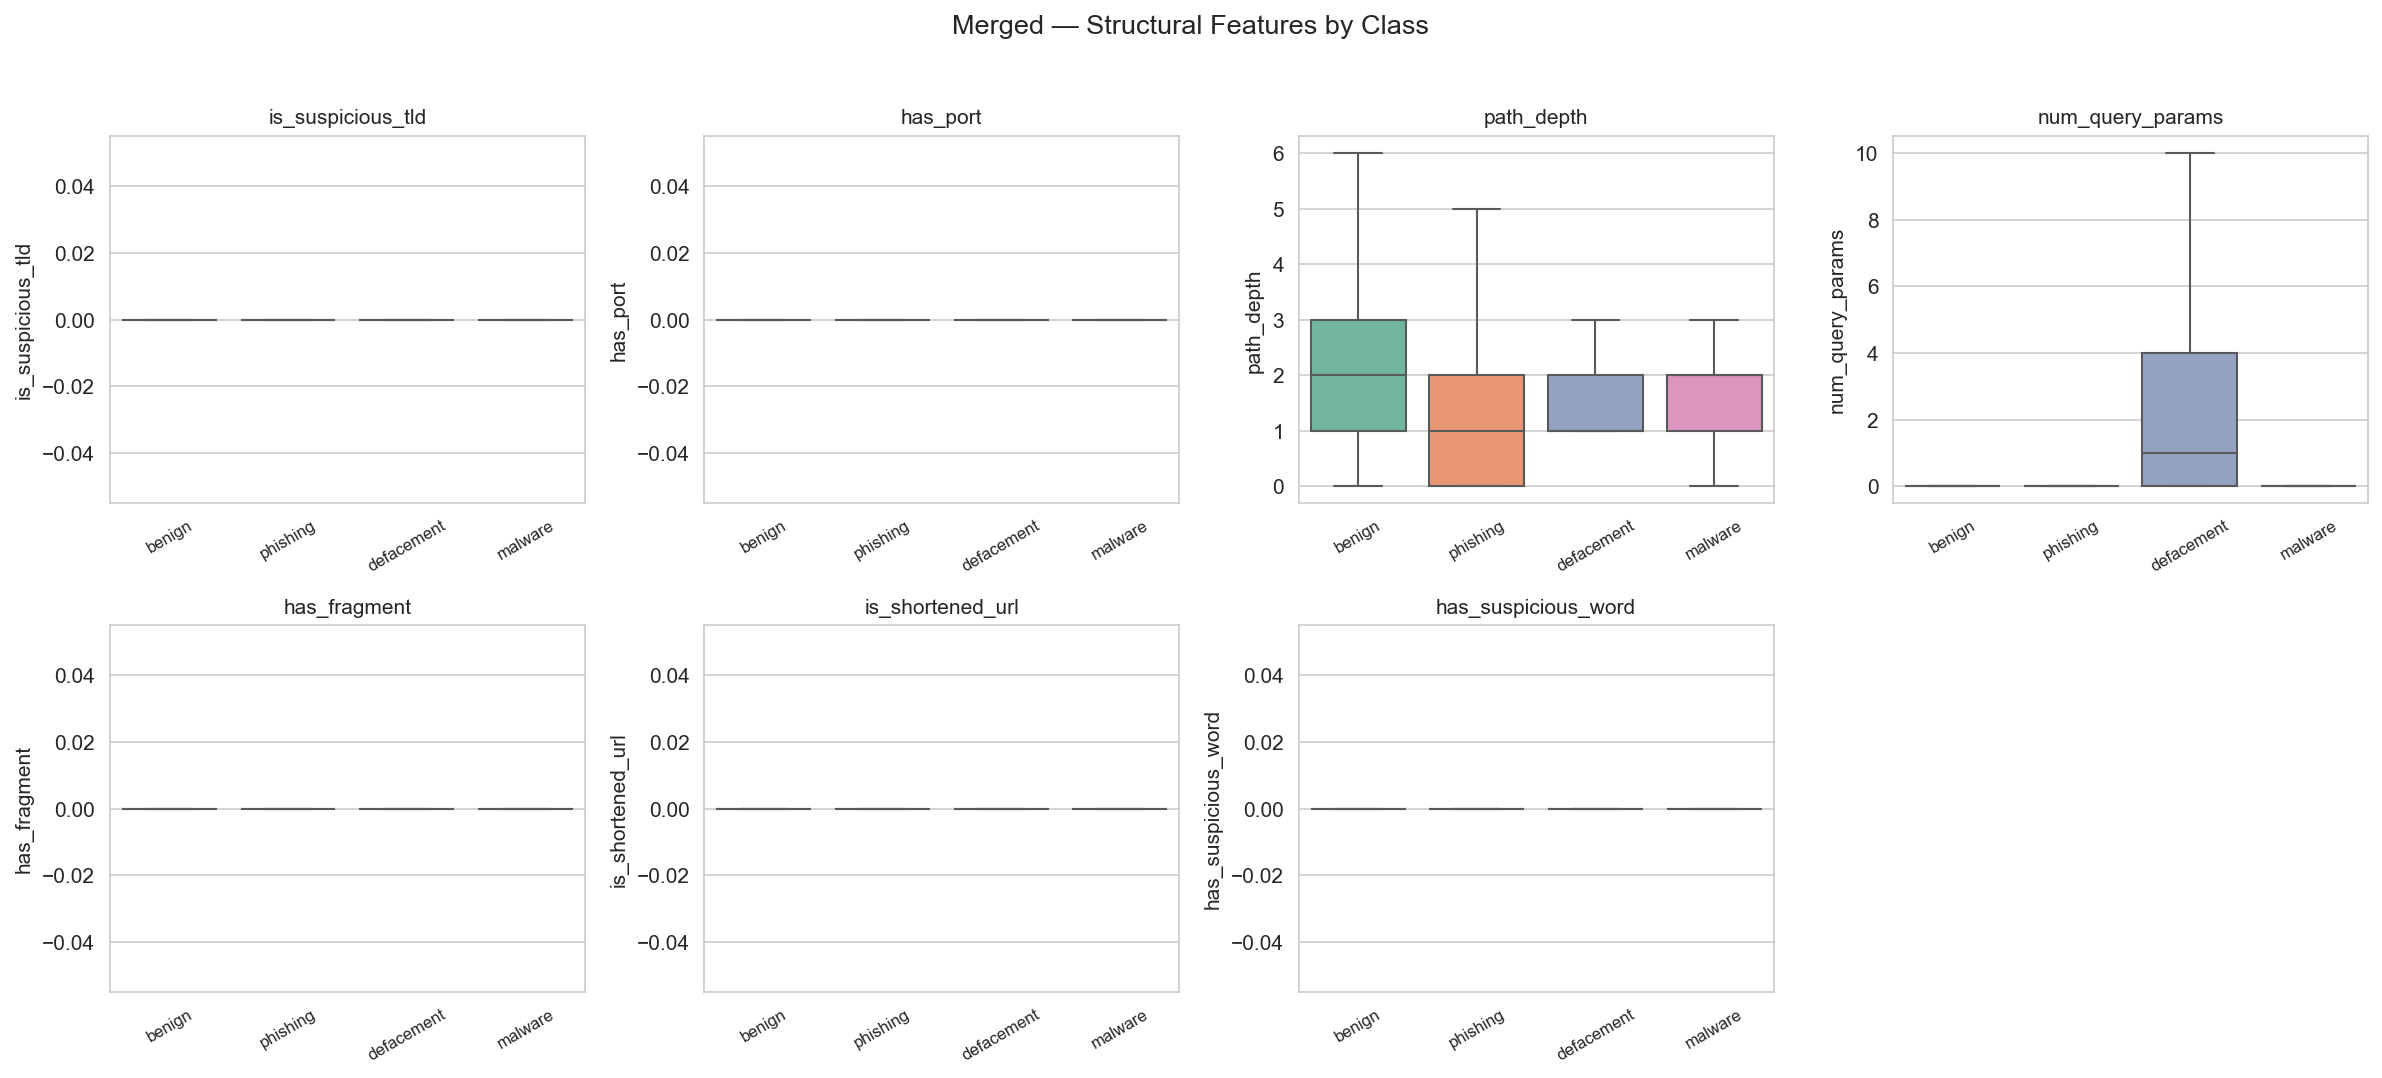 Merged — Structural Features by Class
is_suspicious_tld
is_suspicious_tld
0.04
0.02
0.00
−0.02
−0.04
benign
phishing
defacement
malware
has_port
has_port
0.04
0.02
0.00
−0.02
−0.04
benign
phishing
defacement
malware
path_depth
path_depth
6
5
4
3
2
1
0
benign
phishing
defacement
malware
num_query_params
num_query_params
10
8
6
4
2
0
benign
phishing
defacement
malware
has_fragment
has_fragment
0.04
0.02
0.00
−0.02
−0.04
benign
phishing
defacement
malware
is_shortened_url
is_shortened_url
0.04
0.02
0.00
−0.02
−0.04
benign
phishing
defacement
malware
has_suspicious_word
has_suspicious_word
0.04
0.02
0.00
−0.02
−0.04
benign
phishing
defacement
malware